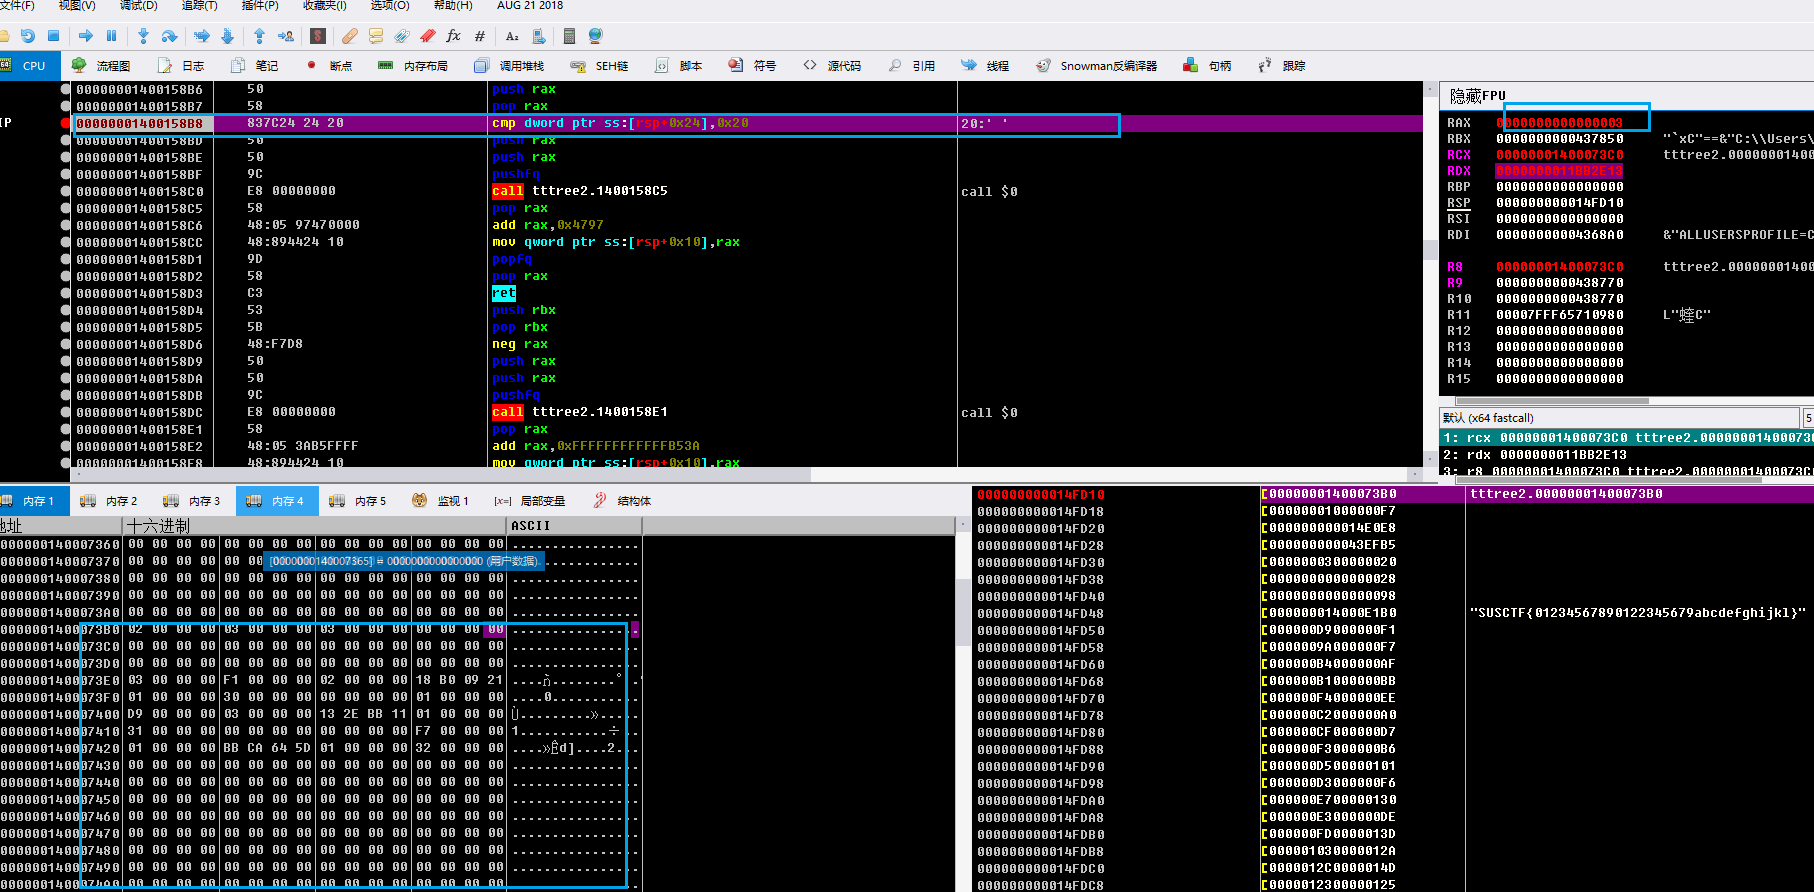 文件(F) 视图(V) 调试(D) 追踪(T) 插件(P) 收藏夹(I) 选项(O) 帮助(H) AUG 21 2018
CPU 流程图 日志 笔记 断点 内存布局 调用堆栈 SEH链 脚本 符号 源代码 引用 线程 Snowman反编译器 句柄 跟踪
00000001400158B6 50 push rax
00000001400158B7 58 pop rax
IP 00000001400158B8 837C24 24 20 cmp dword ptr ss:[rsp+0x24],0x20 20:' '
00000001400158BD 50 push rax
00000001400158BE 50 push rax
00000001400158BF 9C pushfq
00000001400158C0 E8 00000000 call tttree2.1400158C5 call $0
00000001400158C5 58 pop rax
00000001400158C6 48:05 97470000 add rax,0x4797
00000001400158CC 48:894424 10 mov qword ptr ss:[rsp+0x10],rax
00000001400158D1 9D popfq
00000001400158D2 58 pop rax
00000001400158D3 C3 ret
00000001400158D4 53 push rbx
00000001400158D5 5B pop rbx
00000001400158D6 48:F7D8 neg rax
00000001400158D9 50 push rax
00000001400158DA 50 push rax
00000001400158DB 9C pushfq
00000001400158DC E8 00000000 call tttree2.1400158E1 call $0
00000001400158E1 58 pop rax
00000001400158E2 48:05 3AB5FFFF add rax,0xFFFFFFFFFFFFB53A
00000001400158E8 48:894424 10 mov qword ptr ss:[rsp+0x10],rax
隐藏FPU
RAX 0000000000000003
RBX 0000000000437850 "`xC"==&"C:\\Users\
RCX 00000001400073C0 tttree2.00000001400
RDX 0000000011BB2E13
RBP 0000000000000000
RSP 000000000014FD10
RSI 0000000000000000
RDI 00000000004368A0 &"ALLUSERSPROFILE=C
R8 00000001400073C0 tttree2.00000001400
R9 0000000000438770
R10 0000000000438770
R11 00007FFF65710980 L"蝰C"
R12 0000000000000000
R13 0000000000000000
R14 0000000000000000
R15 0000000000000000
默认 (x64 fastcall) 5
1: rcx 00000001400073C0 tttree2.00000001400073C
2: rdx 0000000011BB2E13
3: r8 00000001400073C0 tttree2.00000001400073C
内存 1 内存 2 内存 3 内存 4 内存 5 监视 1 局部变量 结构体
地址 十六进制 ASCII
0000000140007360 00 00 00 00 00 00 00 00 00 00 00 00 00 00 00 00 ................
0000000140007370 00 00 00 00 00
[0000000140007365] = 0000000000000000 (用户数据).
0000000140007380 00 00 00 00 00 00 00 00 00 00 00 00 00 00 00 00 ................
0000000140007390 00 00 00 00 00 00 00 00 00 00 00 00 00 00 00 00 ................
00000001400073A0 00 00 00 00 00 00 00 00 00 00 00 00 00 00 00 00 ................
00000001400073B0 02 00 00 00 03 00 00 00 03 00 00 00 00 00 00 00 ................
00000001400073C0 00 00 00 00 00 00 00 00 00 00 00 00 00 00 00 00 ................
00000001400073D0 00 00 00 00 00 00 00 00 00 00 00 00 00 00 00 00 ................
00000001400073E0 03 00 00 00 F1 00 00 00 02 00 00 00 18 B0 09 21 ....ñ........°.!
00000001400073F0 01 00 00 00 30 00 00 00 00 00 00 00 01 00 00 00 ....0...........
0000000140007400 D9 00 00 00 03 00 00 00 13 2E BB 11 01 00 00 00 Ù.........».....
0000000140007410 31 00 00 00 00 00 00 00 00 00 00 00 F7 00 00 00 1...........÷...
0000000140007420 01 00 00 00 BB CA 64 5D 01 00 00 00 32 00 00 00 ....»Êd]....2...
0000000140007430 00 00 00 00 00 00 00 00 00 00 00 00 00 00 00 00 ................
0000000140007440 00 00 00 00 00 00 00 00 00 00 00 00 00 00 00 00 ................
0000000140007450 00 00 00 00 00 00 00 00 00 00 00 00 00 00 00 00 ................
0000000140007460 00 00 00 00 00 00 00 00 00 00 00 00 00 00 00 00 ................
0000000140007470 00 00 00 00 00 00 00 00 00 00 00 00 00 00 00 00 ................
0000000140007480 00 00 00 00 00 00 00 00 00 00 00 00 00 00 00 00 ................
0000000140007490 00 00 00 00 00 00 00 00 00 00 00 00 00 00 00 00 ................
00000001400074A0 00 00 00 00 00 00 00 00 00 00 00 00 00 00 00 00 ................
000000000014FD10 00000001400073B0 tttree2.00000001400073B0
000000000014FD18 00000001000000F7
000000000014FD20 000000000014E0E8
000000000014FD28 000000000043EFB5
000000000014FD30 0000000300000020
000000000014FD38 0000000000000028
000000000014FD40 0000000000000098
000000000014FD48 000000014000E1B0 "SUSCTF{01234567890122345679abcdefghijkl}"
000000000014FD50 000000D9000000F1
000000000014FD58 0000009A000000F7
000000000014FD60 000000B4000000AF
000000000014FD68 000000B1000000BB
000000000014FD70 000000F4000000EE
000000000014FD78 000000C2000000A0
000000000014FD80 000000CF000000D7
000000000014FD88 000000F3000000B6
000000000014FD90 000000D500000101
000000000014FD98 000000D3000000F6
000000000014FDA0 000000E700000130
000000000014FDA8 000000E3000000DE
000000000014FDB0 000000FD0000013D
000000000014FDB8 000001030000012A
000000000014FDC0 0000012C0000014D
000000000014FDC8 0000012300000125